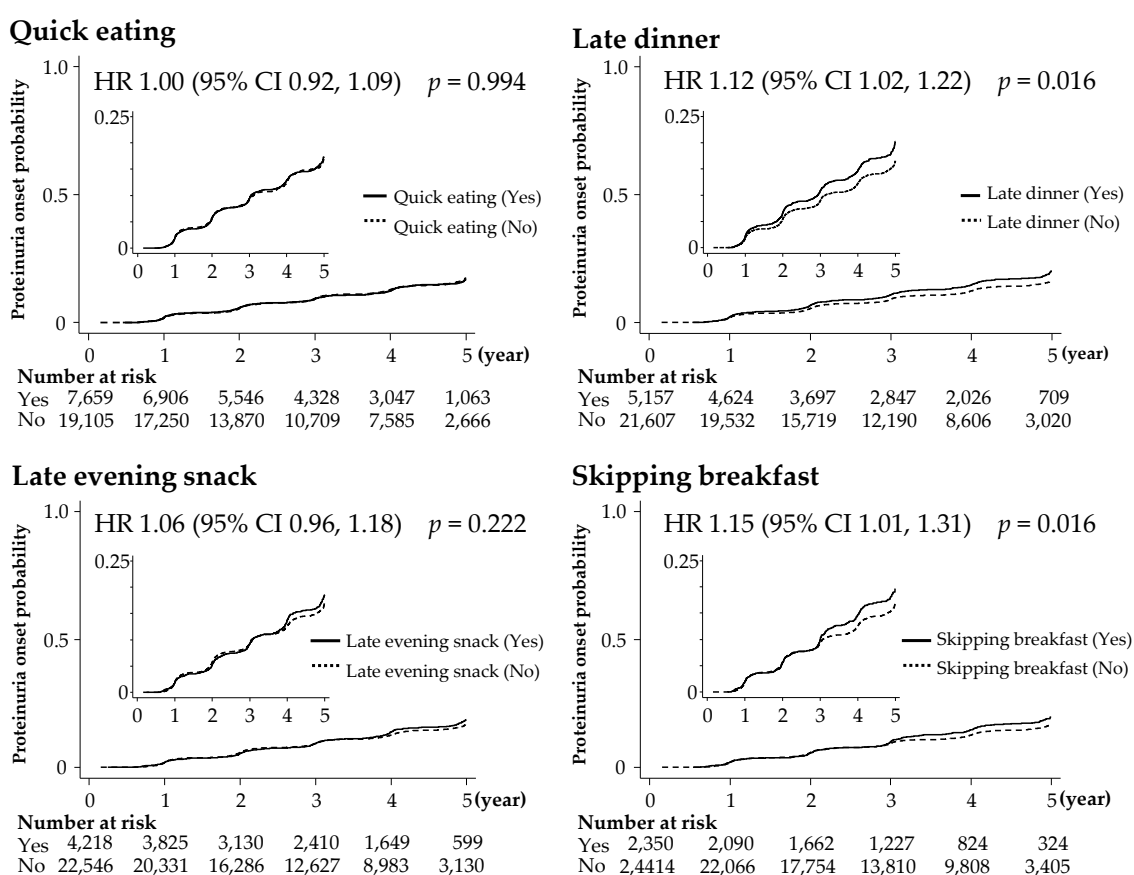 Quick eating
HR 1.00 (95% CI 0.92, 1.09) p = 0.994
Proteinuria onset probability
1.0
0.5
0
0.25
0
0 1 2 3 4 5
Quick eating (Yes)
Quick eating (No)
0 1 2 3 4 5 (year)
Number at risk
Yes 7,659 6,906 5,546 4,328 3,047 1,063
No 19,105 17,250 13,870 10,709 7,585 2,666
Late dinner
HR 1.12 (95% CI 1.02, 1.22) p = 0.016
Proteinuria onset probability
1.0
0.5
0
0.25
0
0 1 2 3 4 5
Late dinner (Yes)
Late dinner (No)
0 1 2 3 4 5 (year)
Number at risk
Yes 5,157 4,624 3,697 2,847 2,026 709
No 21,607 19,532 15,719 12,190 8,606 3,020
Late evening snack
HR 1.06 (95% CI 0.96, 1.18) p = 0.222
Proteinuria onset probability
1.0
0.5
0
0.25
0
0 1 2 3 4 5
Late evening snack (Yes)
Late evening snack (No)
0 1 2 3 4 5 (year)
Number at risk
Yes 4,218 3,825 3,130 2,410 1,649 599
No 22,546 20,331 16,286 12,627 8,983 3,130
Skipping breakfast
HR 1.15 (95% CI 1.01, 1.31) p = 0.016
Proteinuria onset probability
1.0
0.5
0
0.25
0
0 1 2 3 4 5
Skipping breakfast (Yes)
Skipping breakfast (No)
0 1 2 3 4 5 (year)
Number at risk
Yes 2,350 2,090 1,662 1,227 824 324
No 2,4414 22,066 17,754 13,810 9,808 3,405